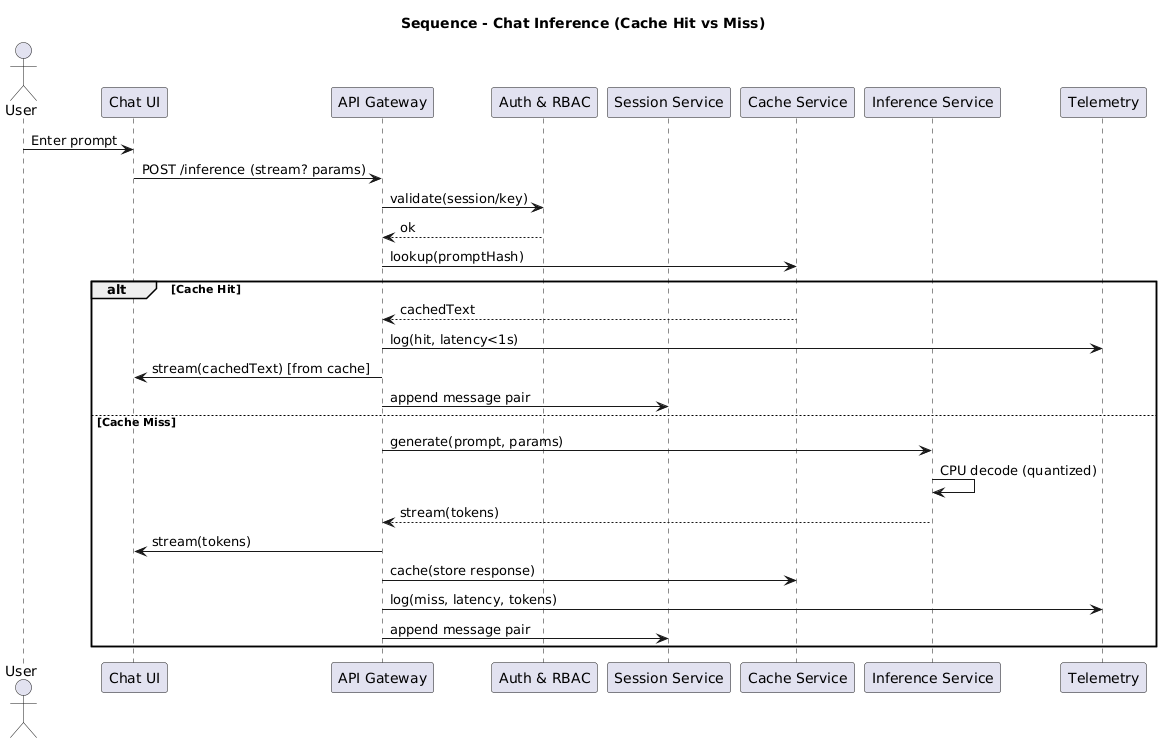 Sequence - Chat Inference (Cache Hit vs Miss)
User
Chat UI
API Gateway
Auth & RBAC
Session Service
Cache Service
Inference Service
Telemetry
Enter prompt
POST /inference (stream? params)
validate(session/key)
ok
lookup(promptHash)
alt
[Cache Hit]
cachedText
log(hit, latency<1s)
stream(cachedText) [from cache]
append message pair
[Cache Miss]
generate(prompt, params)
CPU decode (quantized)
stream(tokens)
stream(tokens)
cache(store response)
log(miss, latency, tokens)
append message pair
User
Chat UI
API Gateway
Auth & RBAC
Session Service
Cache Service
Inference Service
Telemetry